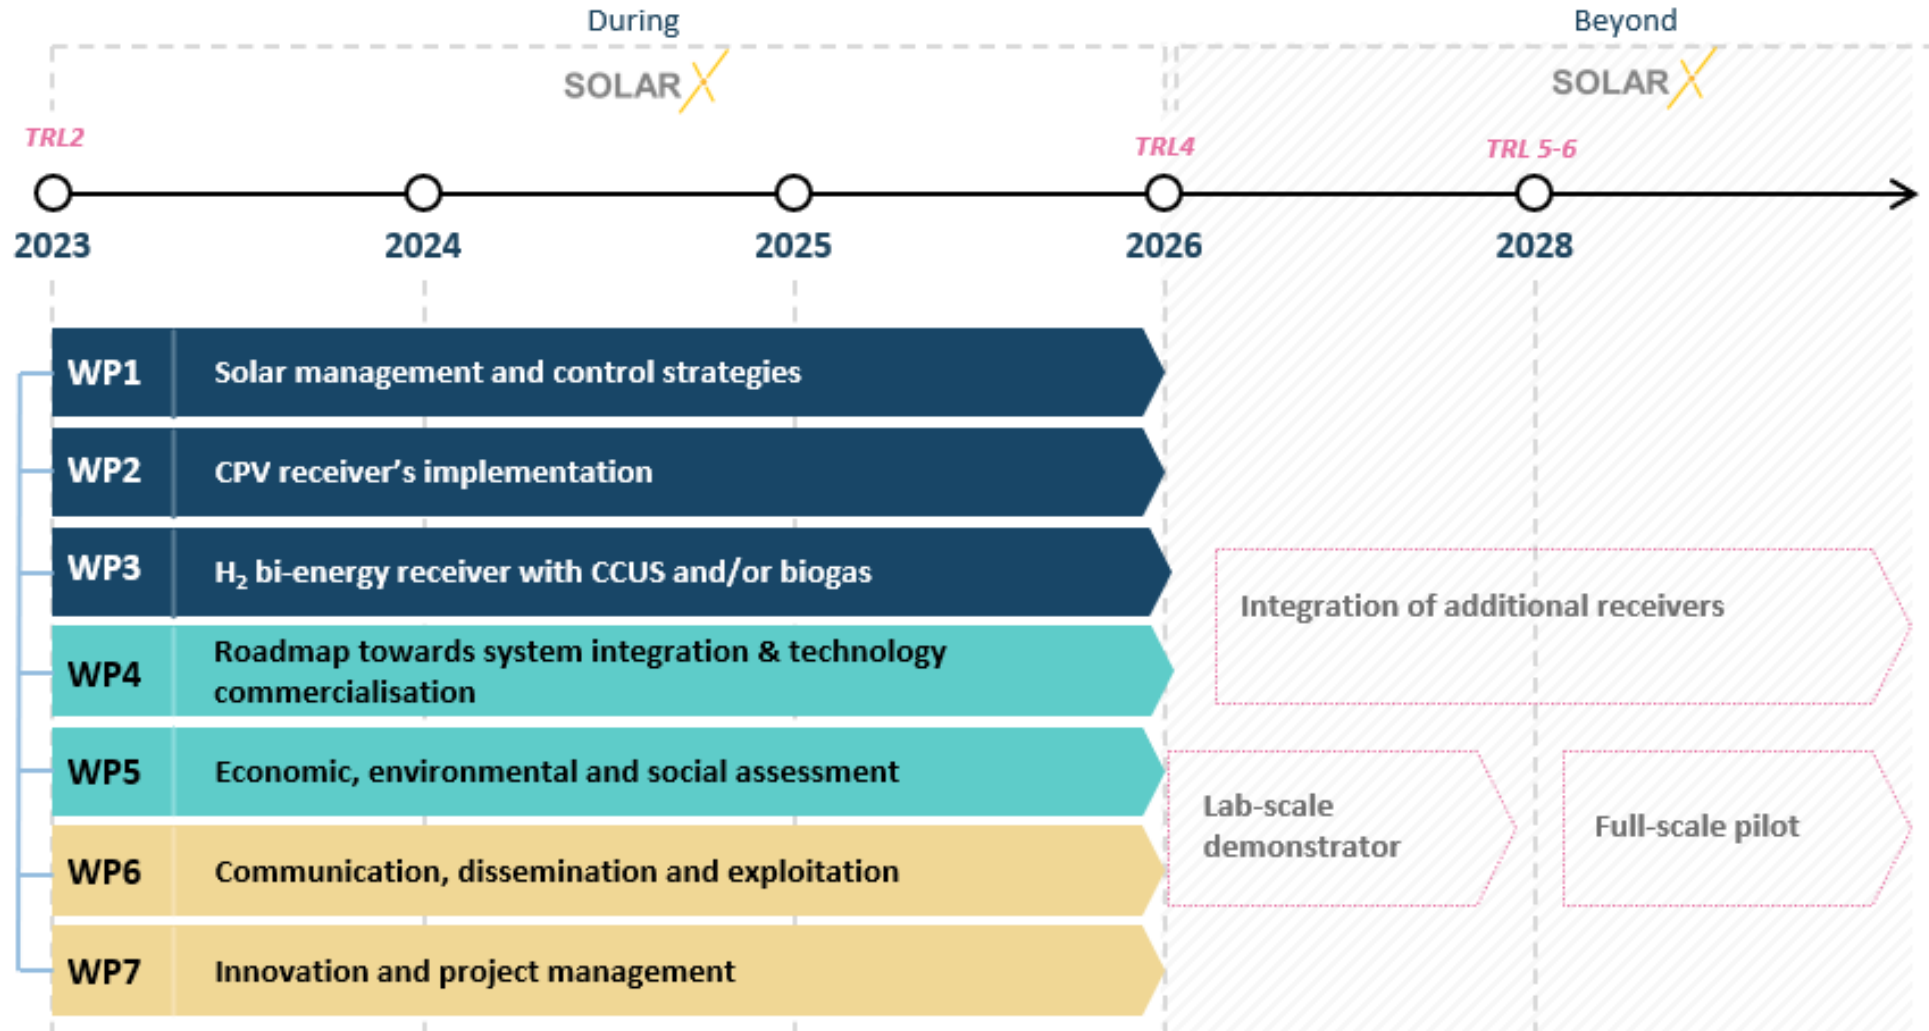 During
Beyond
SOLAR X
SOLAR X
TRL2
TRL4
TRL 5-6
2023
2024
2025
2026
2028
WP1
Solar management and control strategies
WP2
CPV receiver’s implementation
WP3
H₂ bi-energy receiver with CCUS and/or biogas
WP4
Roadmap towards system integration & technology
commercialisation
WP5
Economic, environmental and social assessment
WP6
Communication, dissemination and exploitation
WP7
Innovation and project management
Integration of additional receivers
Lab-scale
demonstrator
Full-scale pilot